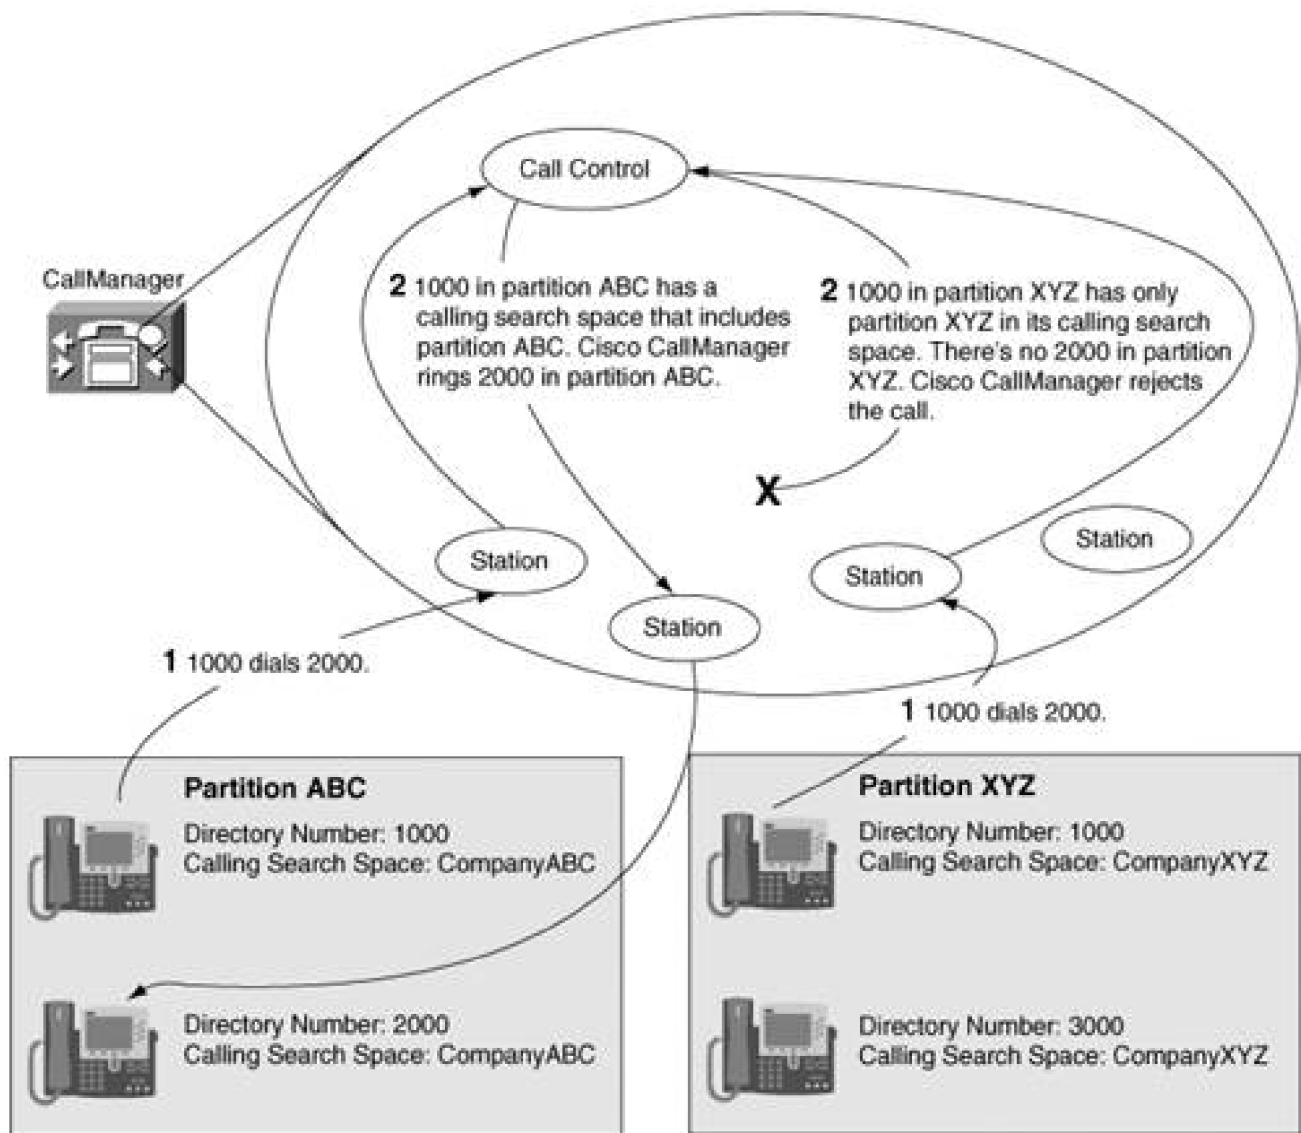 Call Control
CallManager
2 1000 in partition ABC has a
calling search space that includes
partition ABC. Cisco CallManager
rings 2000 in partition ABC.
2 1000 in partition XYZ has only
partition XYZ in its calling search
space. There's no 2000 in partition
XYZ. Cisco CallManager rejects
the call.
X
Station
Station
Station
Station
1 1000 dials 2000.
1 1000 dials 2000.
Partition ABC
Directory Number: 1000
Calling Search Space: CompanyABC
Directory Number: 2000
Calling Search Space: CompanyABC
Partition XYZ
Directory Number: 1000
Calling Search Space: CompanyXYZ
Directory Number: 3000
Calling Search Space: CompanyXYZ